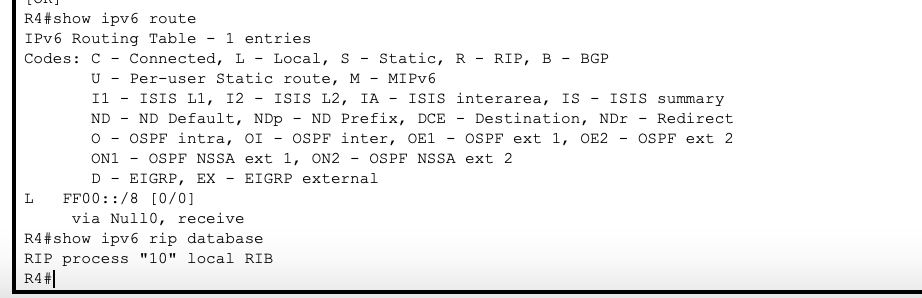 [OK]
R4#show ipv6 route
IPv6 Routing Table - 1 entries
Codes: C - Connected, L - Local, S - Static, R - RIP, B - BGP
U - Per-user Static route, M - MIPv6
I1 - ISIS L1, I2 - ISIS L2, IA - ISIS interarea, IS - ISIS summary
ND - ND Default, NDp - ND Prefix, DCE - Destination, NDr - Redirect
O - OSPF intra, OI - OSPF inter, OE1 - OSPF ext 1, OE2 - OSPF ext 2
ON1 - OSPF NSSA ext 1, ON2 - OSPF NSSA ext 2
D - EIGRP, EX - EIGRP external
L FF00::/8 [0/0]
via Null0, receive
R4#show ipv6 rip database
RIP process "10" local RIB
R4#